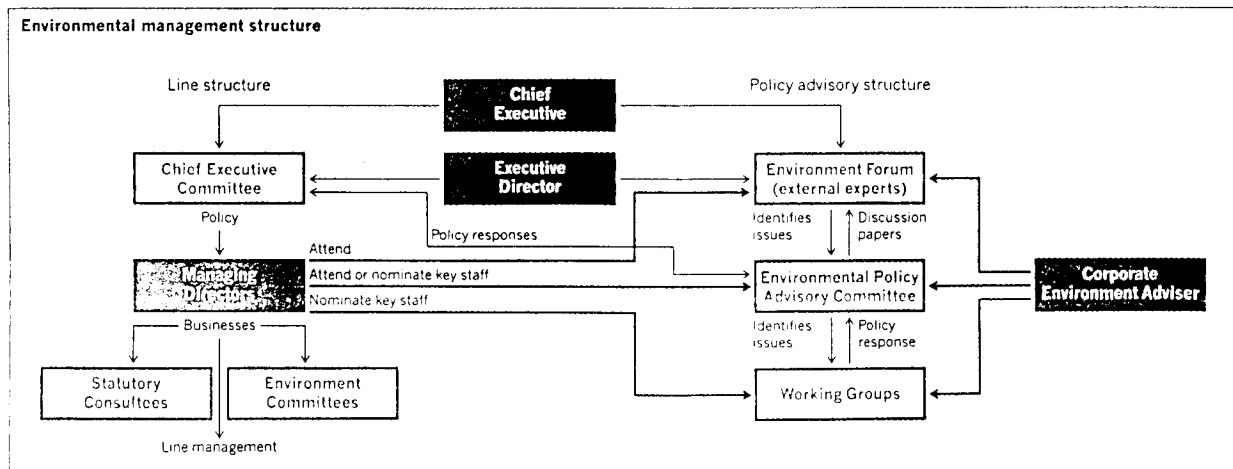 Environmental management structure
Line structure
Policy advisory structure
Chief
Executive
Chief Executive
Committee
Executive
Director
Environment Forum
(external experts)
Policy
Policy responses
Identifies
issues
Discussion
papers
Attend
Managing
Directors
Attend or nominate key staff
Nominate key staff
Environmental Policy
Advisory Committee
Corporate
Environment Adviser
Businesses
Identifies
issues
Policy
response
Statutory
Consultees
Environment
Committees
Working Groups
Line management